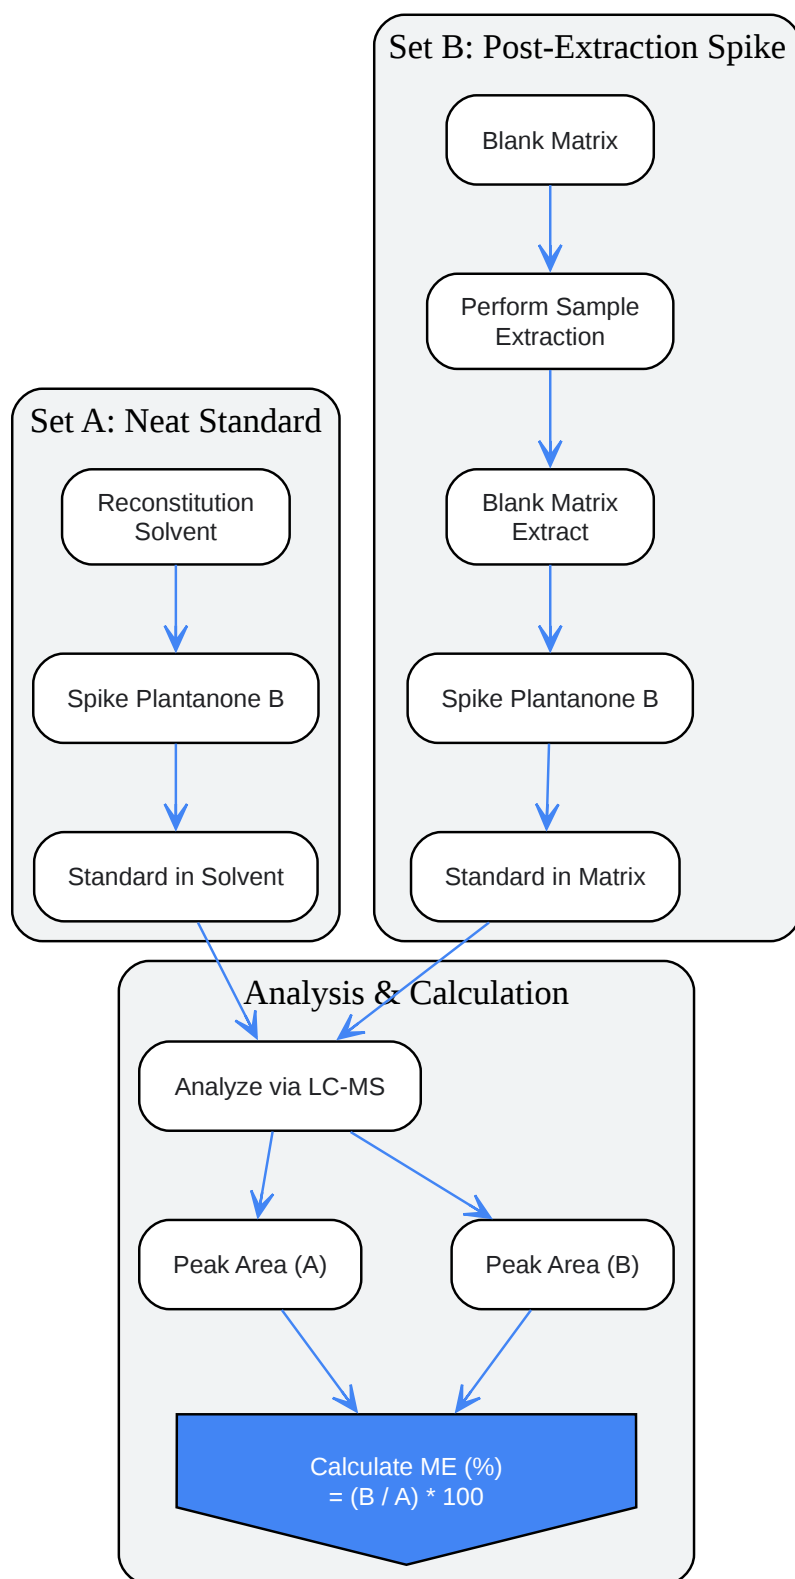 Set B: Post-Extraction Spike
Blank Matrix
Perform Sample
Extraction
Blank Matrix
Extract
Spike Plantanone B
Standard in Matrix
Set A: Neat Standard
Reconstitution
Solvent
Spike Plantanone B
Standard in Solvent
Analysis & Calculation
Analyze via LC-MS
Peak Area (A)
Peak Area (B)
Calculate ME (%)
= (B / A) * 100